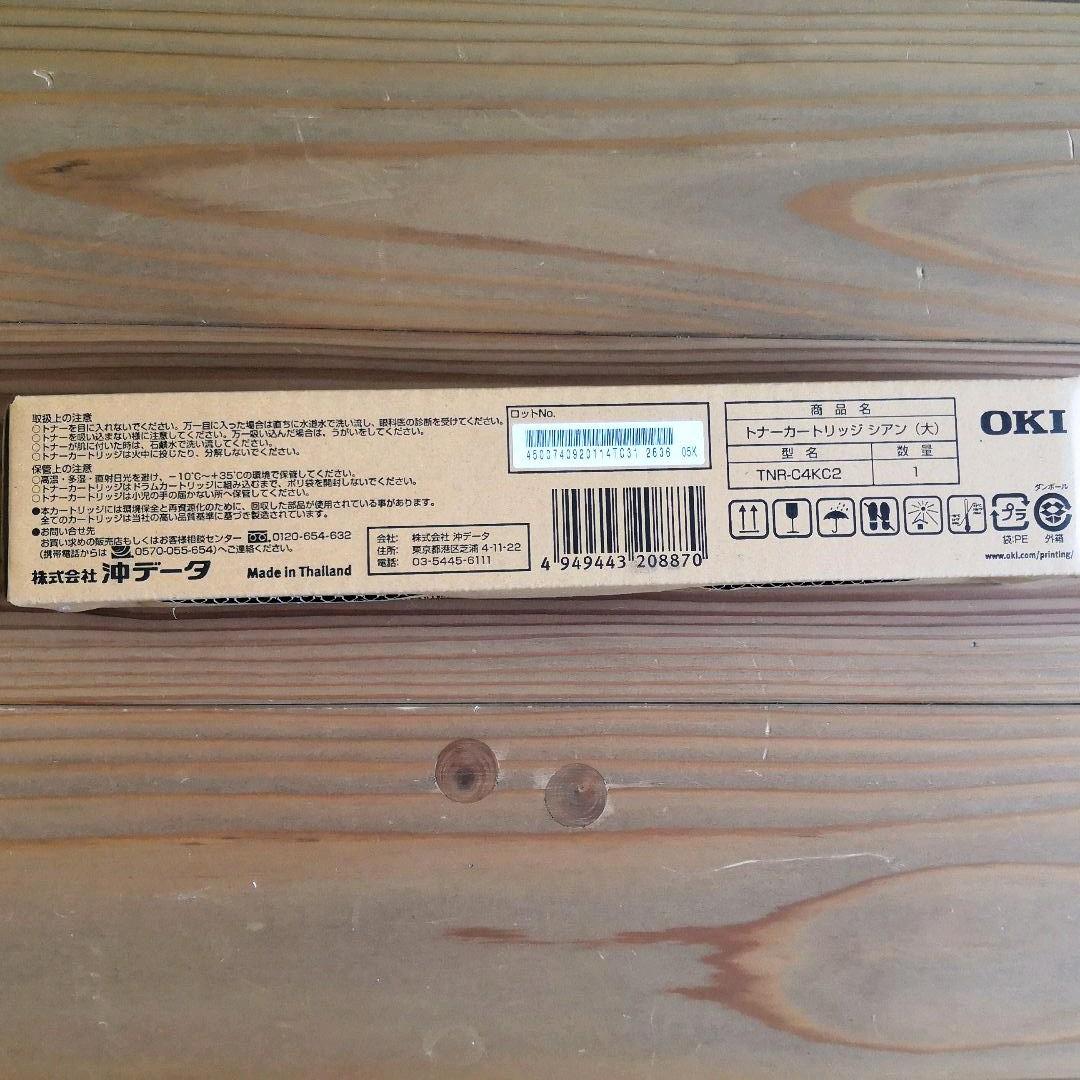 取扱上の注意
○トナーを目に入れないでください。万一目に入った場合は直ちに水道水で洗い流し、眼科医の診断を受けてください。
○トナーを吸い込まない様に注意してください。万一吸い込んだ場合は、うがいをしてください。
○トナーが肌に付いた時は、石鹸水で洗い流してください。
○トナーカートリッジは火中に投じたり、分解しないでください。
保管上の注意
○高温・多湿・直射日光を避け、－10℃～＋35℃の環境で保管してください。
○トナーカートリッジはドラムカートリッジに組み込むまで、ポリ袋を開封しないでください。
○トナーカートリッジは小児の手の届かない所へ保管してください。
●本カートリッジには環境保全と再資源化のために、回収した部品が使用されている事があります。
全てのカートリッジは当社の高い品質基準に基づき製造されています。
●お問い合せ先
お買い求めの販売店もしくはお客様相談センター 0120-654-632
(携帯電話からは 0570-055-654)へご連絡ください。
株式会社 沖データ
Made in Thailand
会社: 株式会社 沖データ
住所: 東京都港区芝浦 4-11-22
電話: 03-5445-6111
ロットNo.
4500740920114TC31 2636 05K
4 949443 208870
商品名
トナーカートリッジ シアン（大）
型名 数量
TNR-C4KC2 1
OKI
プラ
袋:PE
ダンボール
外箱
www.okl.com/printing/